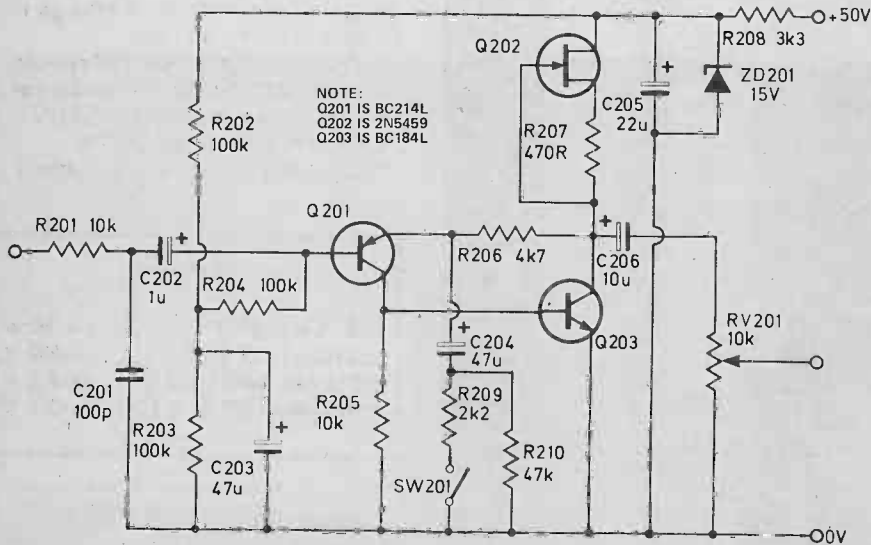 +50V
R208 3k3
Q202
ZD201
15V
NOTE:
Q201 IS BC214L
Q202 IS 2N5459
Q203 IS BC184L
+
C205
22u
R202
100k
R207
470R
Q201
R201 10k
+
C202
1u
R204 100k
R206 4k7
+
C206
10u
Q203
RV201
10k
+
C204
47u
C201
100p
R203
100k
+
C203
47u
R205
10k
R209
2k2
R210
47k
SW201
0V